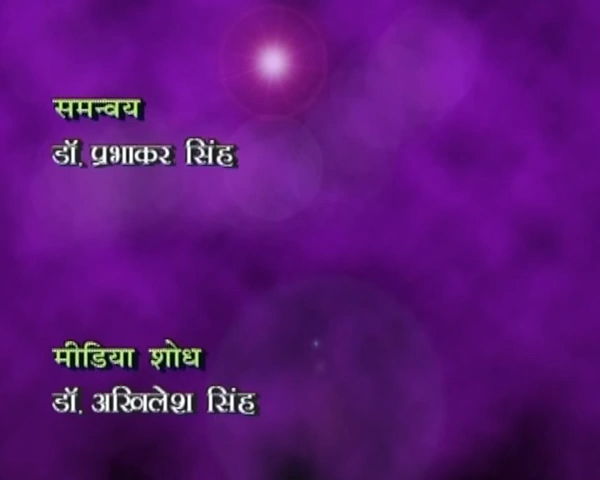 समन्वय
डॉ. प्रभाकर सिंह
मीडिया शोध
डॉ. अखिलेश सिंह